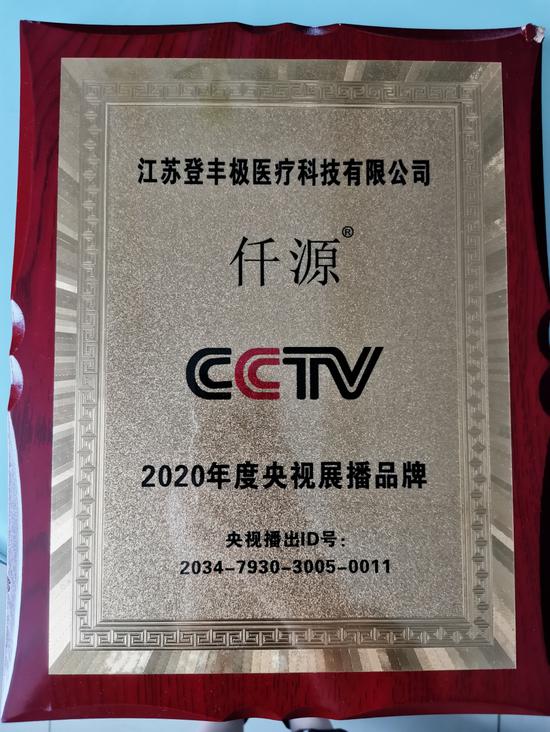 江苏登丰极医疗科技有限公司
仟源®
CCTV
2020年度央视展播品牌
央视播出ID号:
2034-7930-3005-0011